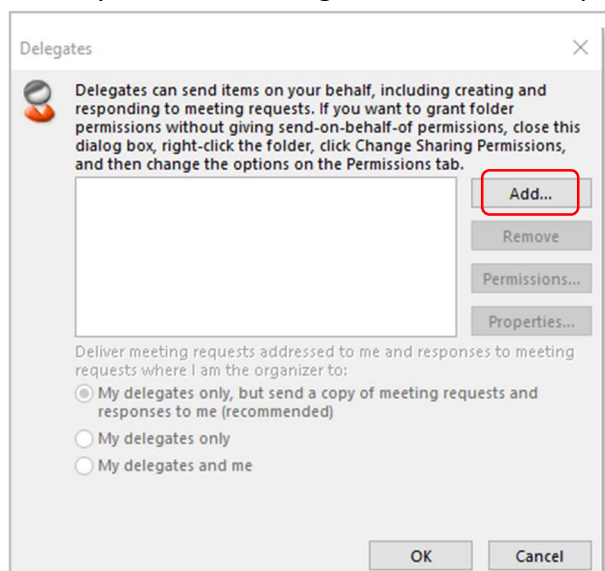 Delegates
Delegates can send items on your behalf, including creating and
responding to meeting requests. If you want to grant folder
permissions without giving send-on-behalf-of permissions, close this
dialog box, right-click the folder, click Change Sharing Permissions,
and then change the options on the Permissions tab.
Add...
Remove
Permissions...
Properties...
Deliver meeting requests addressed to me and responses to meeting
requests where I am the organizer to:
My delegates only, but send a copy of meeting requests and
responses to me (recommended)
My delegates only
My delegates and me
OK
Cancel